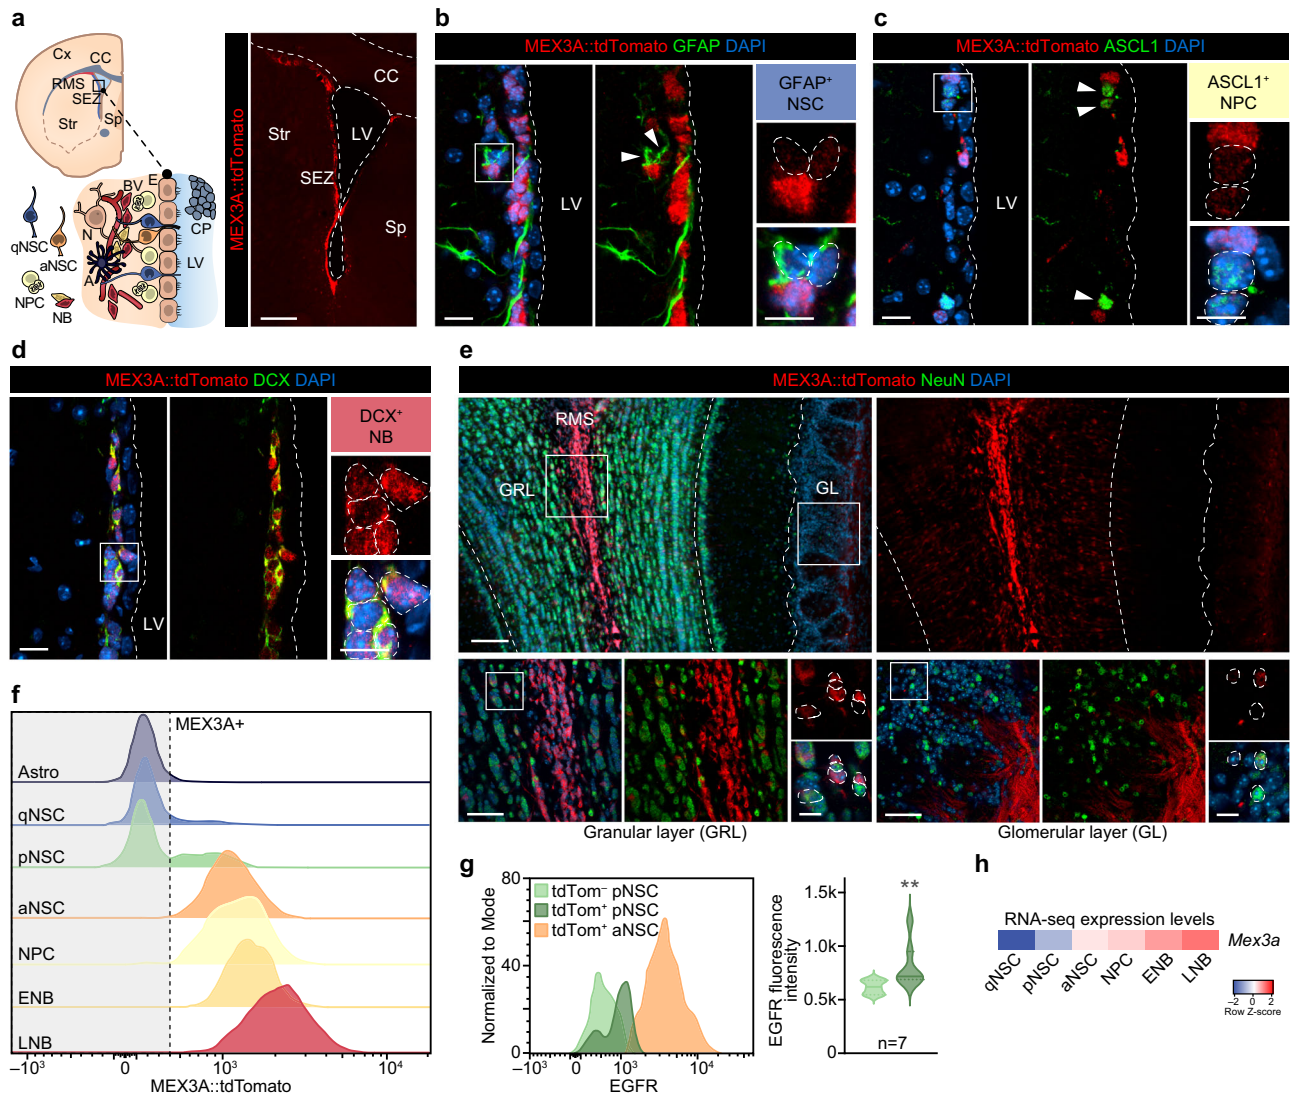 a
Cx
CC
RMS
SEZ
Str
Sp
E
BV
CP
N
qNSC
aNSC
A
LV
NPC
NB
MEX3A::tdTomato
CC
Str
LV
SEZ
Sp
b
MEX3A::tdTomato GFAP DAPI
GFAP+
NSC
LV
c
MEX3A::tdTomato ASCL1 DAPI
ASCL1+
NPC
LV
d
MEX3A::tdTomato DCX DAPI
DCX+
NB
LV
e
MEX3A::tdTomato NeuN DAPI
RMS
GRL
GL
Granular layer (GRL)
Glomerular layer (GL)
f
MEX3A+
Astro
qNSC
pNSC
aNSC
NPC
ENB
LNB
−10³ 0 10³ 10⁴
MEX3A::tdTomato
g
Normalized to Mode
80
40
0
tdTom− pNSC
tdTom+ pNSC
tdTom+ aNSC
−10³ 0 10³ 10⁴
EGFR
EGFR fluorescence
intensity
1.5k
1.0k
0.5k
0
**
n=7
h
RNA-seq expression levels
Mex3a
qNSC pNSC aNSC NPC ENB LNB
−2 0 2
Row Z-score